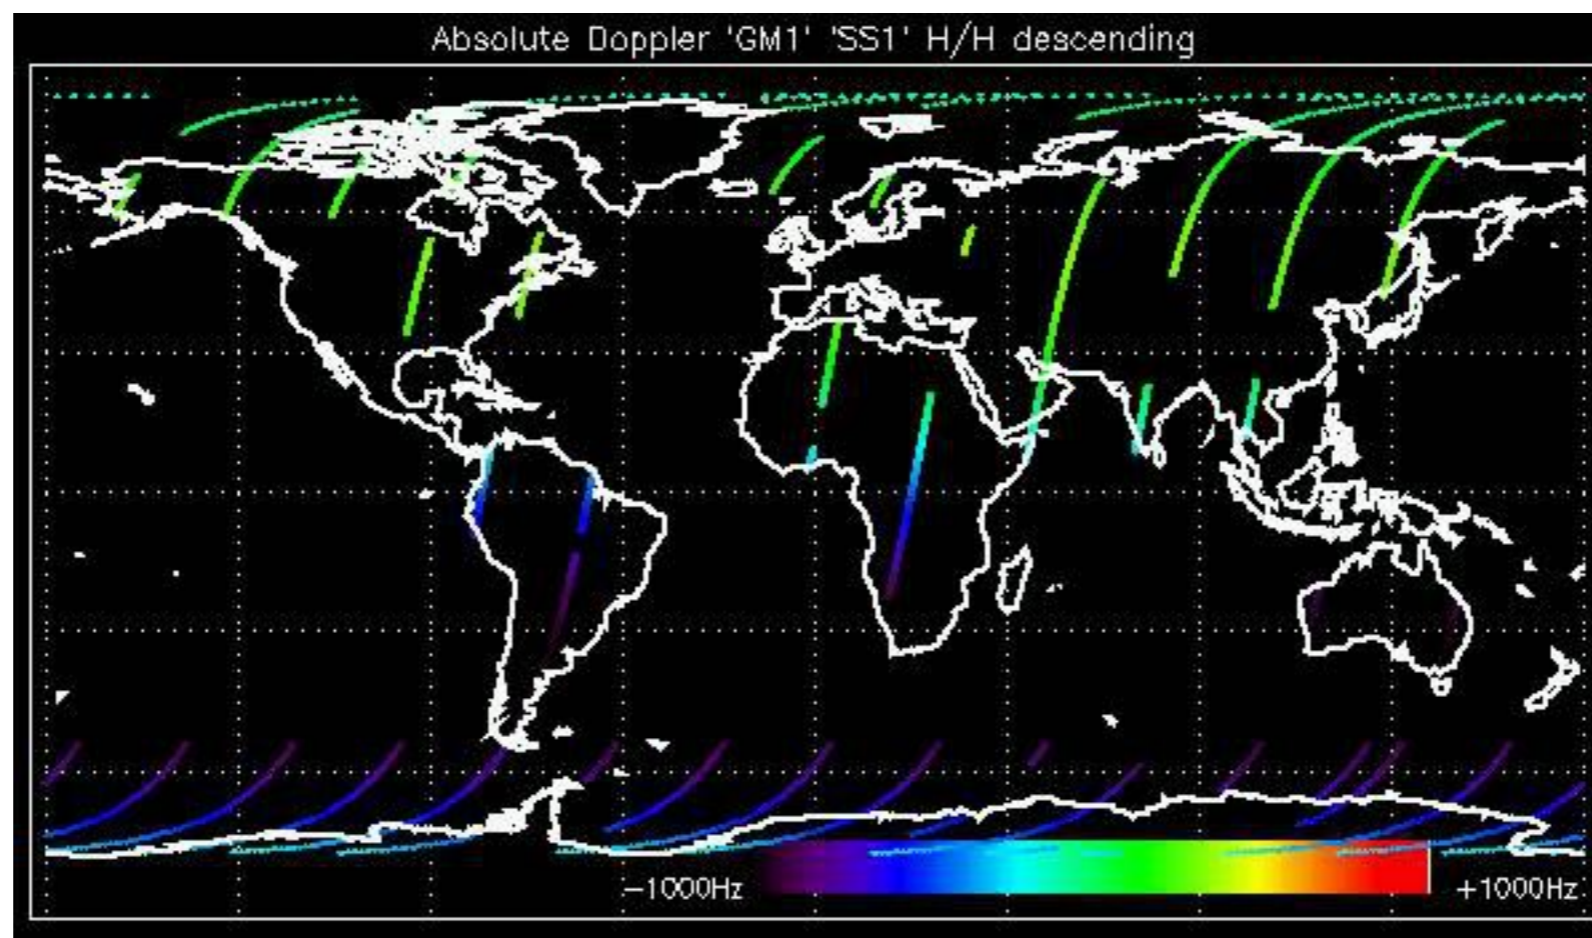 Absolute Doppler 'GM1' 'SS1' H/H descending
-1000Hz +1000Hz